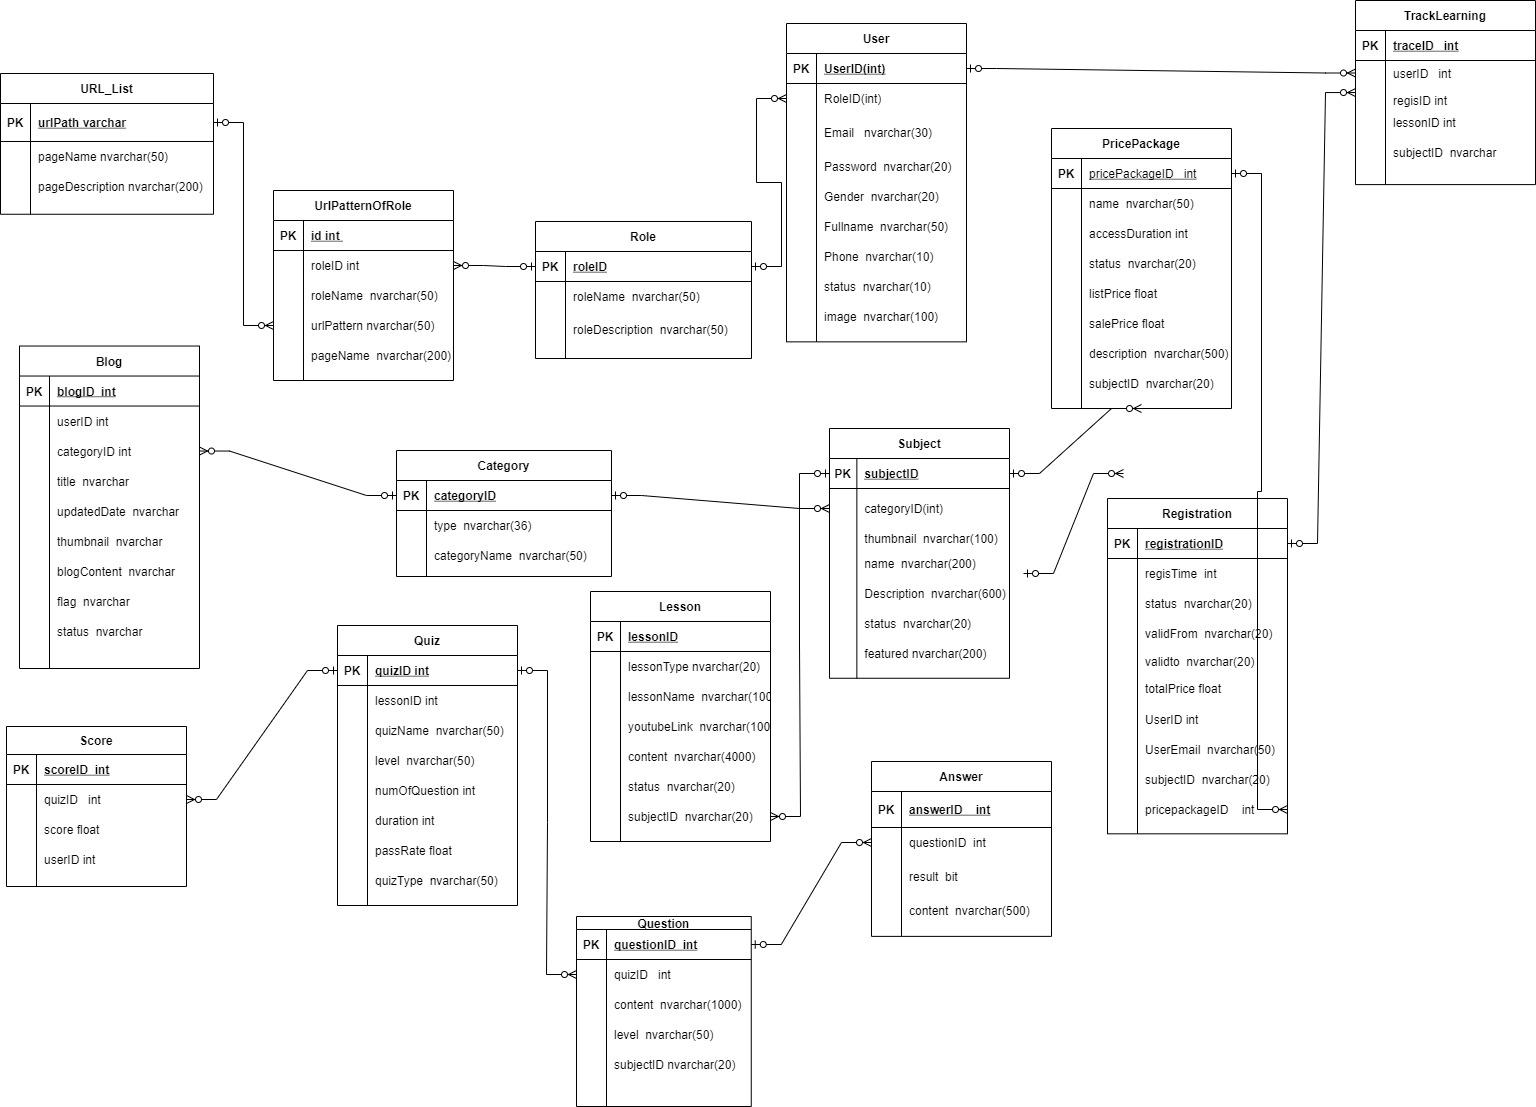 TrackLearning
PK traceID   int
userID   int
regisID int
lessonID int
subjectID  nvarchar
User
PK UserID(int)
RoleID(int)
Email   nvarchar(30)
Password  nvarchar(20)
Gender  nvarchar(20)
Fullname  nvarchar(50)
Phone  nvarchar(10)
status  nvarchar(10)
image  nvarchar(100)
URL_List
PK urlPath varchar
pageName nvarchar(50)
pageDescription nvarchar(200)
PricePackage
PK pricePackageID   int
name  nvarchar(50)
accessDuration int
status  nvarchar(20)
listPrice float
salePrice float
description  nvarchar(500)
subjectID  nvarchar(20)
UrlPatternOfRole
PK id int
roleID int
roleName  nvarchar(50)
urlPattern nvarchar(50)
pageName  nvarchar(200)
Role
PK roleID
roleName  nvarchar(50)
roleDescription  nvarchar(50)
Blog
PK blogID  int
userID int
categoryID int
title  nvarchar
updatedDate  nvarchar
thumbnail  nvarchar
blogContent  nvarchar
flag  nvarchar
status  nvarchar
Category
PK categoryID
type  nvarchar(36)
categoryName  nvarchar(50)
Subject
PK subjectID
categoryID(int)
thumbnail  nvarchar(100)
name  nvarchar(200)
Description  nvarchar(600)
status  nvarchar(20)
featured nvarchar(200)
Registration
PK registrationID
regisTime  int
status  nvarchar(20)
validFrom  nvarchar(20)
validto  nvarchar(20)
totalPrice float
UserID int
UserEmail  nvarchar(50)
subjectID  nvarchar(20)
pricepackageID    int
Lesson
PK lessonID
lessonType nvarchar(20)
lessonName  nvarchar(100
youtubeLink  nvarchar(100
content  nvarchar(4000)
status  nvarchar(20)
subjectID  nvarchar(20)
Quiz
PK quizID int
lessonID int
quizName  nvarchar(50)
level  nvarchar(50)
numOfQuestion int
duration int
passRate float
quizType  nvarchar(50)
Score
PK scoreID  int
quizID   int
score float
userID int
Answer
PK answerID   int
questionID  int
result  bit
content  nvarchar(500)
Question
PK questionID  int
quizID   int
content  nvarchar(1000)
level  nvarchar(50)
subjectID nvarchar(20)